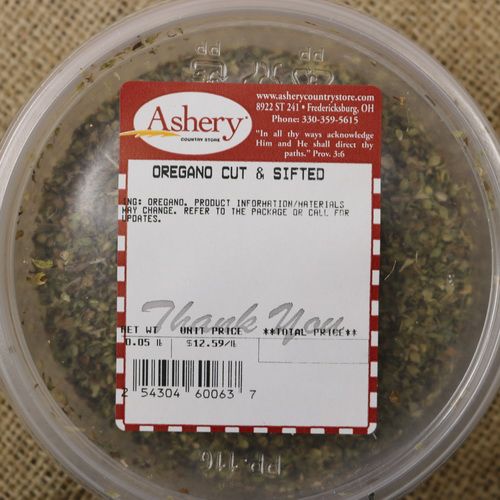 www.asherycountrystore.com
8922 ST 241 • Fredericksburg, OH
Phone: 330-359-5615
"In all thy ways acknowledge
Him and He shall direct thy
paths." Prov. 3:6
Ashery
COUNTRY STORE
OREGANO CUT & SIFTED
ING: OREGANO. PRODUCT INFORMATION/MATERIALS
MAY CHANGE. REFER TO THE PACKAGE OR CALL FOR
UPDATES.
Thank You
NET WT UNIT PRICE **TOTAL PRICE**
0.05 lb $12.59/lb
2 54304 60063 7
PP-116